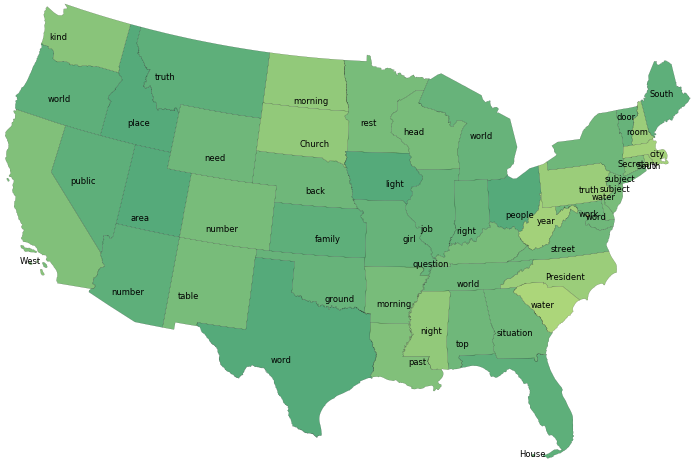 kind
world
truth
place
public
area
need
number
West
number
table
morning
Church
back
family
ground
word
rest
light
head
girl
job
question
morning
past
night
world
right
world
top
situation
House
people
year
street
President
water
door
room
South
city
Secretary
South
subject
subject
truth
water
work
Word